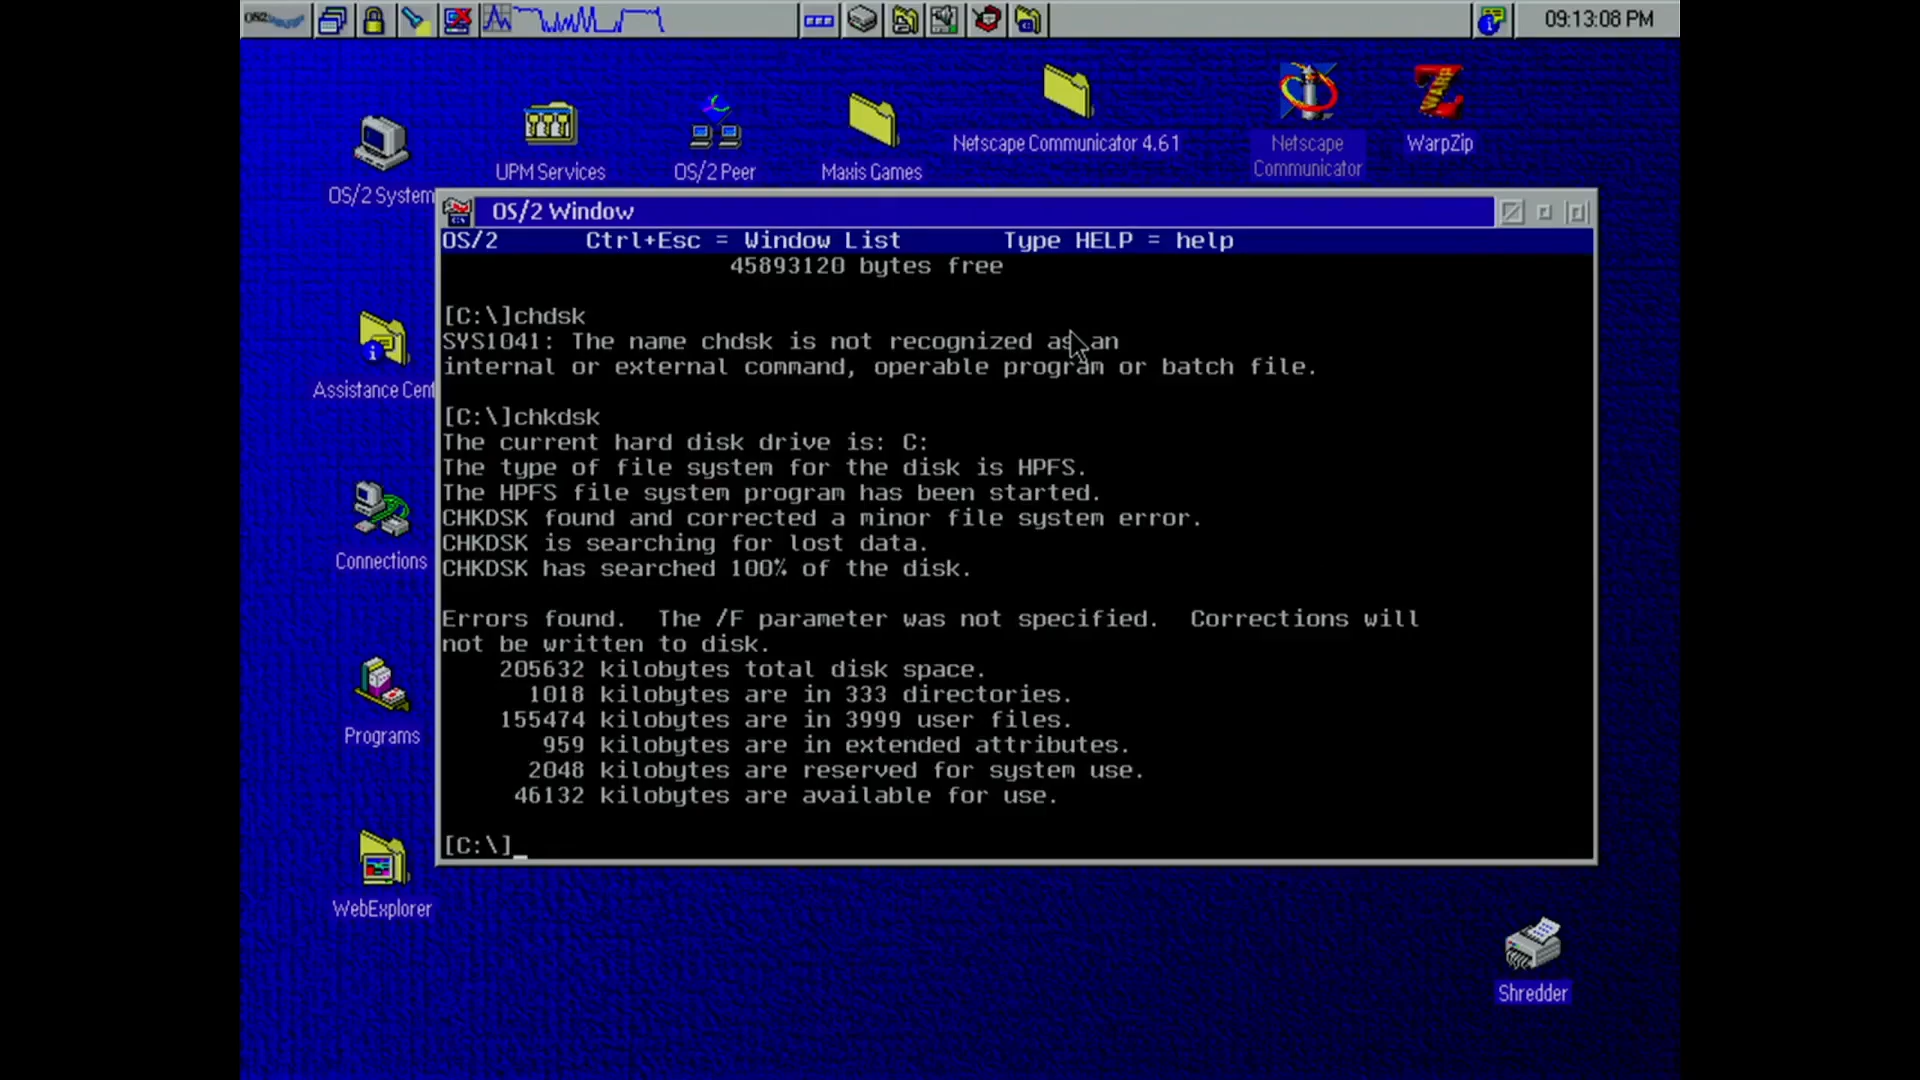 OS/2
09:13:08 PM
OS/2 System
UPM Services
OS/2 Peer
Maxis Games
Netscape Communicator 4.61
Netscape
Communicator
WarpZip
OS/2 Window
OS/2 Ctrl+Esc = Window List Type HELP = help
45893120 bytes free
[C:\]chdsk
SYS1041: The name chdsk is not recognized as an
internal or external command, operable program or batch file.
[C:\]chkdsk
The current hard disk drive is: C:
The type of file system for the disk is HPFS.
The HPFS file system program has been started.
CHKDSK found and corrected a minor file system error.
CHKDSK is searching for lost data.
CHKDSK has searched 100% of the disk.
Errors found.  The /F parameter was not specified.  Corrections will
not be written to disk.
205632 kilobytes total disk space.
1018 kilobytes are in 333 directories.
155474 kilobytes are in 3999 user files.
959 kilobytes are in extended attributes.
2048 kilobytes are reserved for system use.
46132 kilobytes are available for use.
[C:\]
Assistance Cent
Connections
Programs
WebExplorer
Shredder